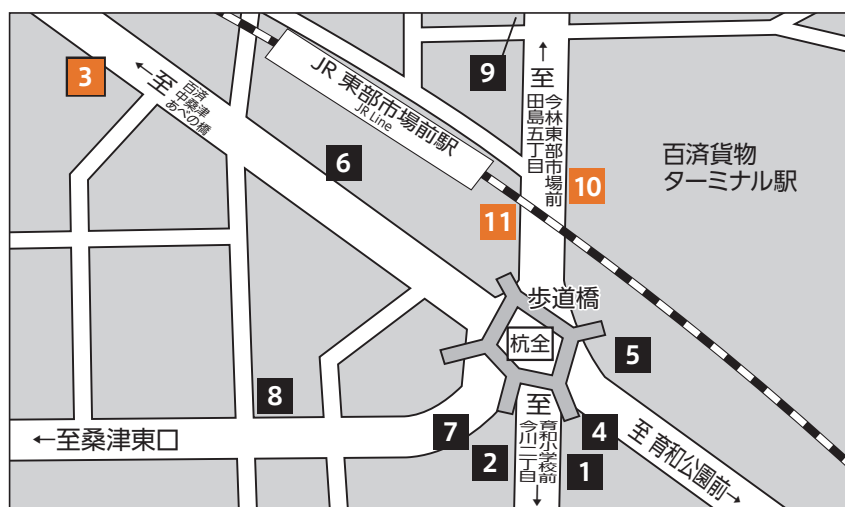 9
3
←至
百済
中桑津
あべの橋
JR 東部市場前駅
JR Line
↑至
今林東部市場前
田島五丁目
百済貨物
ターミナル駅
6
10
11
歩道橋
杭全
5
8
7
2
至
育和小学校前
今川二丁目
↓
4
1
←至桑津東口
至 育和公園前→